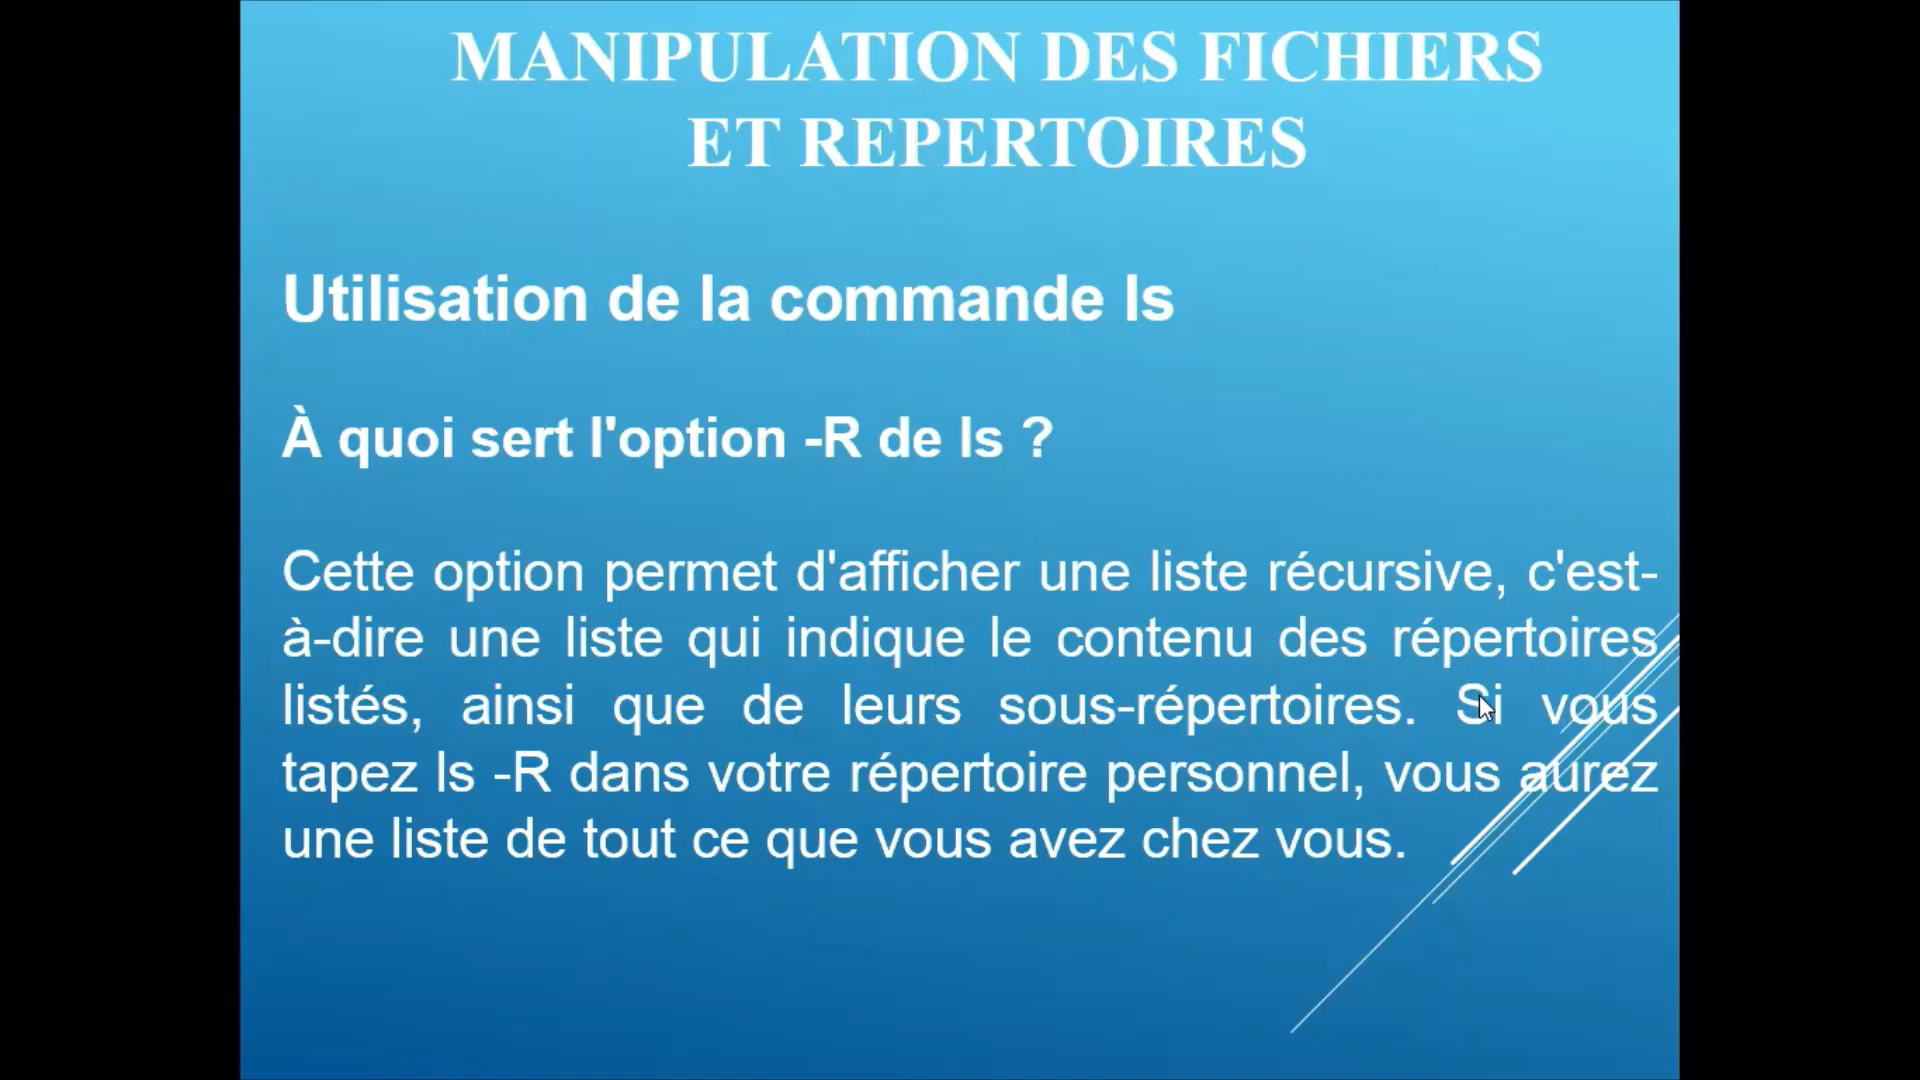 MANIPULATION DES FICHIERS
ET REPERTOIRES
Utilisation de la commande ls
À quoi sert l'option -R de ls ?
Cette option permet d'afficher une liste récursive, c'est-
à-dire une liste qui indique le contenu des répertoires
listés, ainsi que de leurs sous-répertoires. Si vous
tapez ls -R dans votre répertoire personnel, vous aurez
une liste de tout ce que vous avez chez vous.